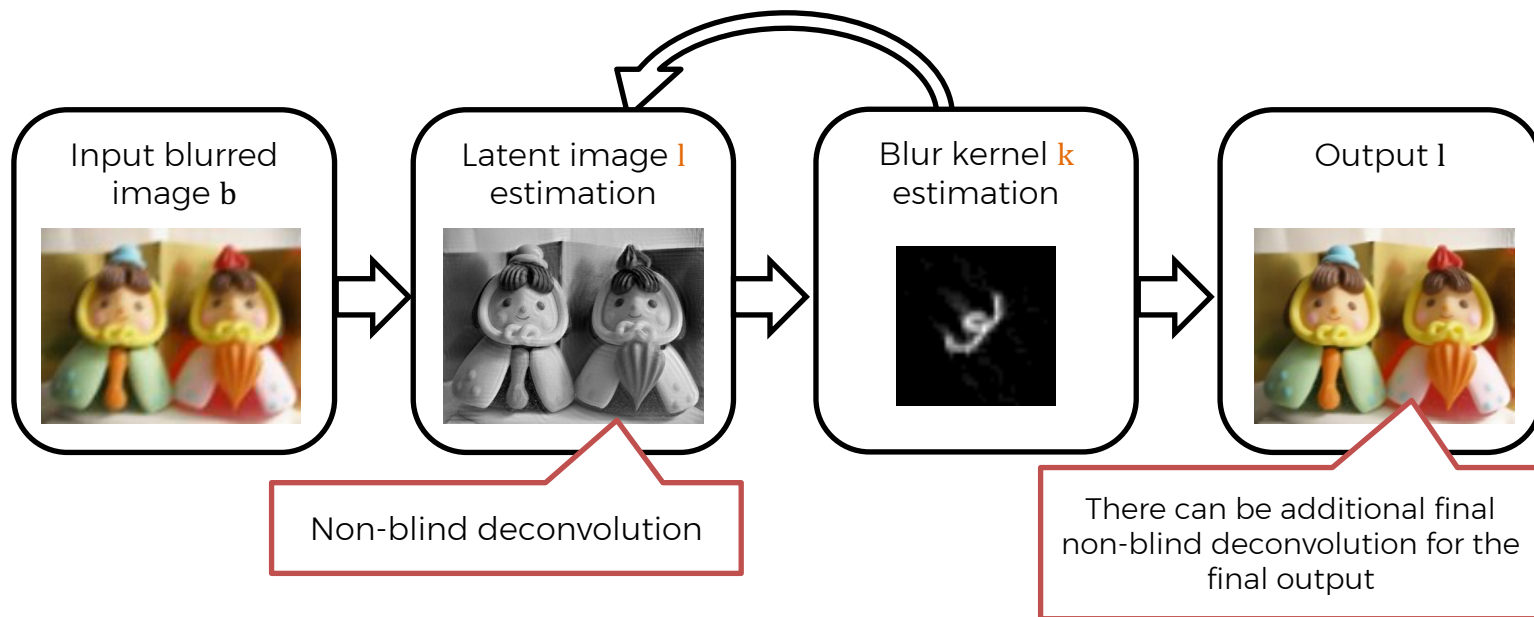 Input blurred
image b
Latent image l
estimation
Blur kernel k
estimation
Output l
Non-blind deconvolution
There can be additional final
non-blind deconvolution for the
final output